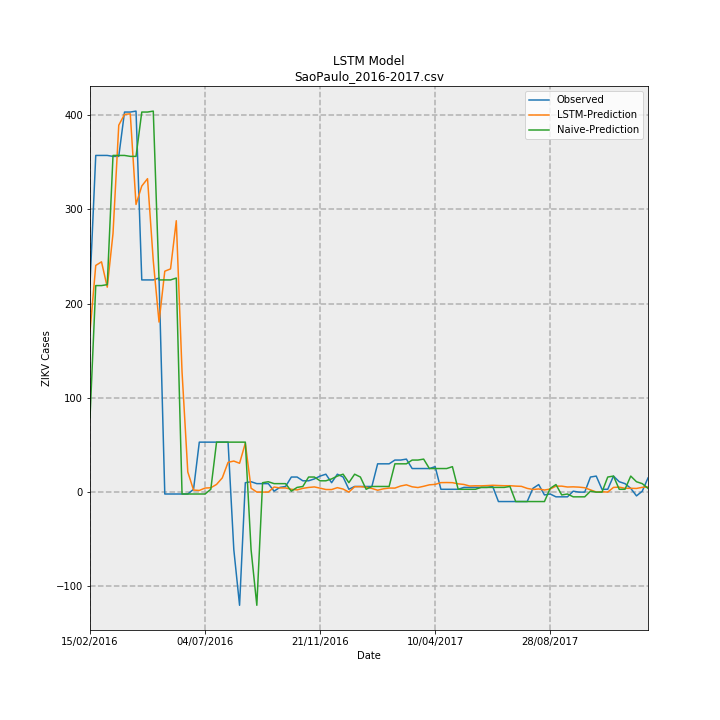 LSTM Model
SaoPaulo_2016-2017.csv
Observed
LSTM-Prediction
Naive-Prediction
400
300
200
100
0
−100
ZIKV Cases
15/02/2016 04/07/2016 21/11/2016 10/04/2017 28/08/2017
Date